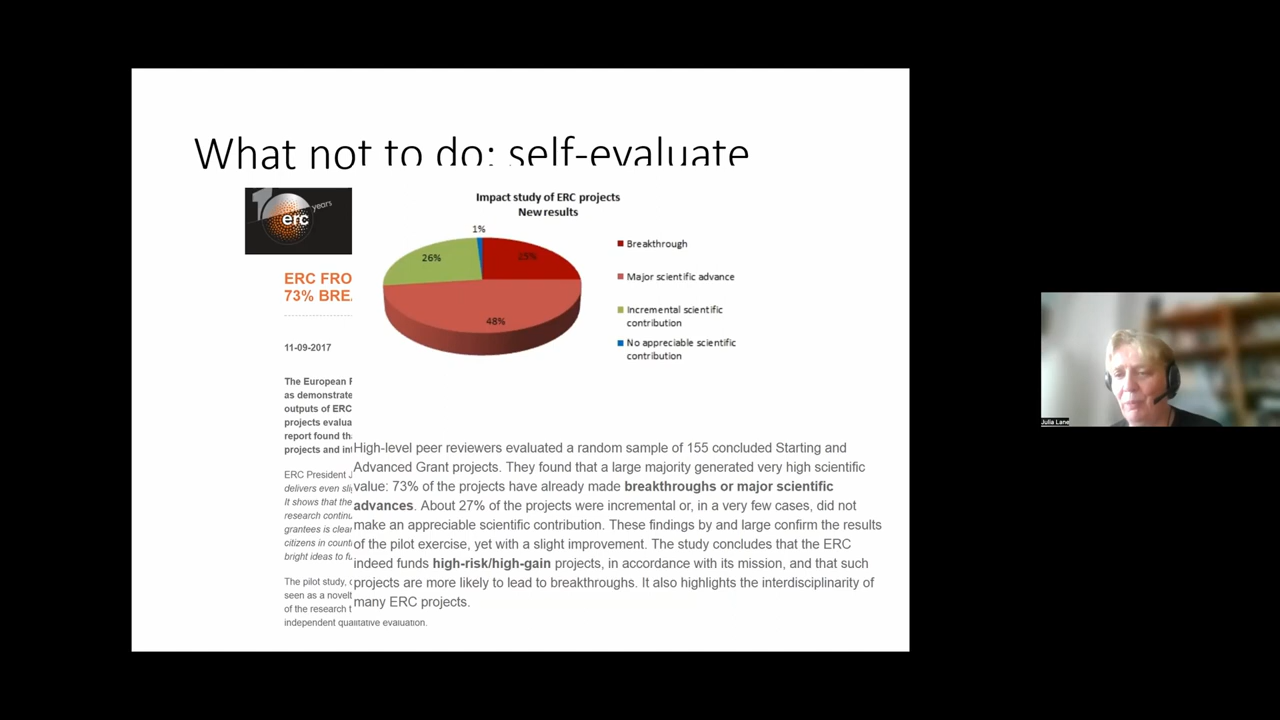 What not to do: self-evaluate
10 years
erc
ERC FRO
73% BREA
11-09-2017
The European F
as demonstrate
outputs of ERC
projects evalua
report found tha
projects and in
ERC President J
delivers even sli
It shows that the
research contin
grantees is clear
citizens in count
bright ideas to fu
The pilot study,
seen as a novelt
of the research t
independent qualitative evaluation.
Impact study of ERC projects
New results
1%
26%
25%
48%
Breakthrough
Major scientific advance
Incremental scientific
contribution
No appreciable scientific
contribution
High-level peer reviewers evaluated a random sample of 155 concluded Starting and
Advanced Grant projects. They found that a large majority generated very high scientific
value: 73% of the projects have already made breakthroughs or major scientific
advances. About 27% of the projects were incremental or, in a very few cases, did not
make an appreciable scientific contribution. These findings by and large confirm the results
of the pilot exercise, yet with a slight improvement. The study concludes that the ERC
indeed funds high-risk/high-gain projects, in accordance with its mission, and that such
projects are more likely to lead to breakthroughs. It also highlights the interdisciplinarity of
many ERC projects.
Julia Lane